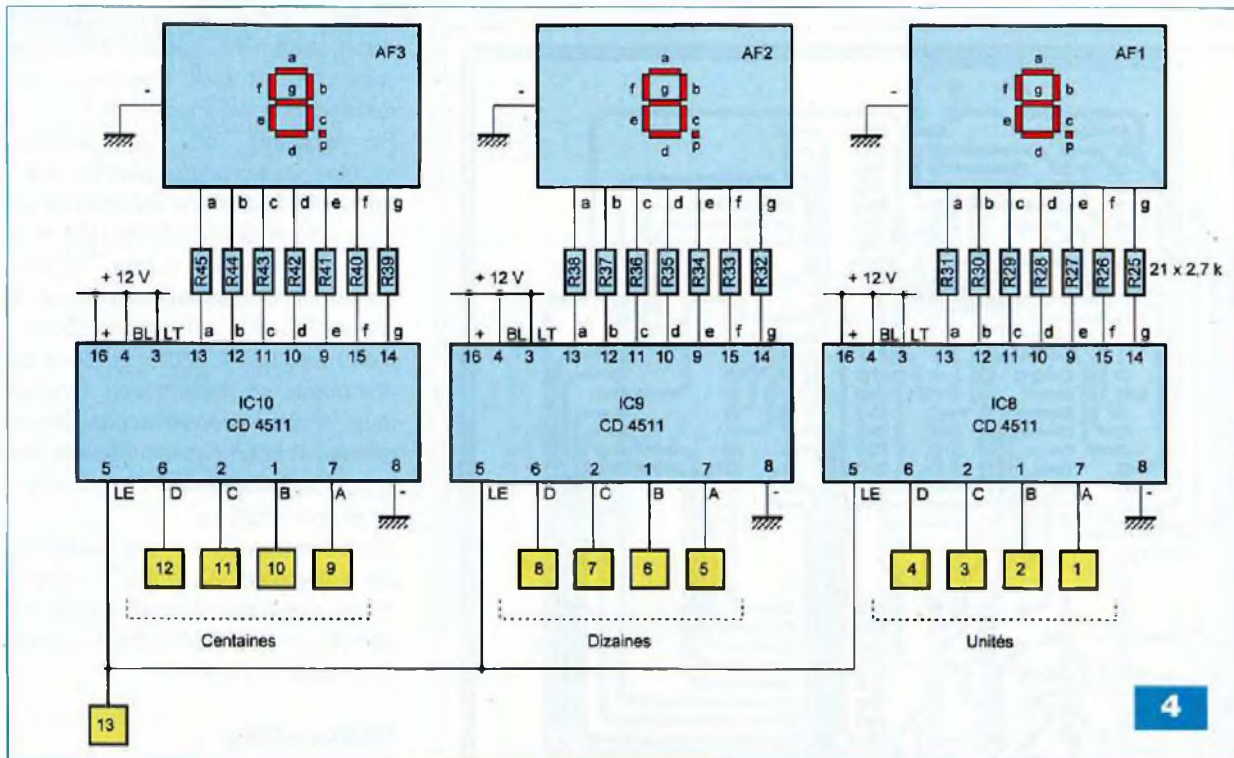 AF3 AF2 AF1
a a a
f g b f g b f g b
- - -
e c e c e c
p p p
d d d
a b c d e f g a b c d e f g a b c d e f g
R45 R44 R43 R42 R41 R40 R39 R38 R37 R36 R35 R34 R33 R32 R31 R30 R29 R28 R27 R26 R25 21 x 2,7 k
+ 12 V + 12 V + 12 V
+ BL LT a b c d e f g + BL LT a b c d e f g + BL LT a b c d e f g
16 4 3 13 12 11 10 9 15 14 16 4 3 13 12 11 10 9 15 14 16 4 3 13 12 11 10 9 15 14
IC10 IC9 IC8
CD 4511 CD 4511 CD 4511
5 6 2 1 7 8 5 6 2 1 7 8 5 6 2 1 7 8
LE D C B A - LE D C B A - LE D C B A -
12 11 10 9 8 7 6 5 4 3 2 1
Centaines Dizaines Unités
13
4